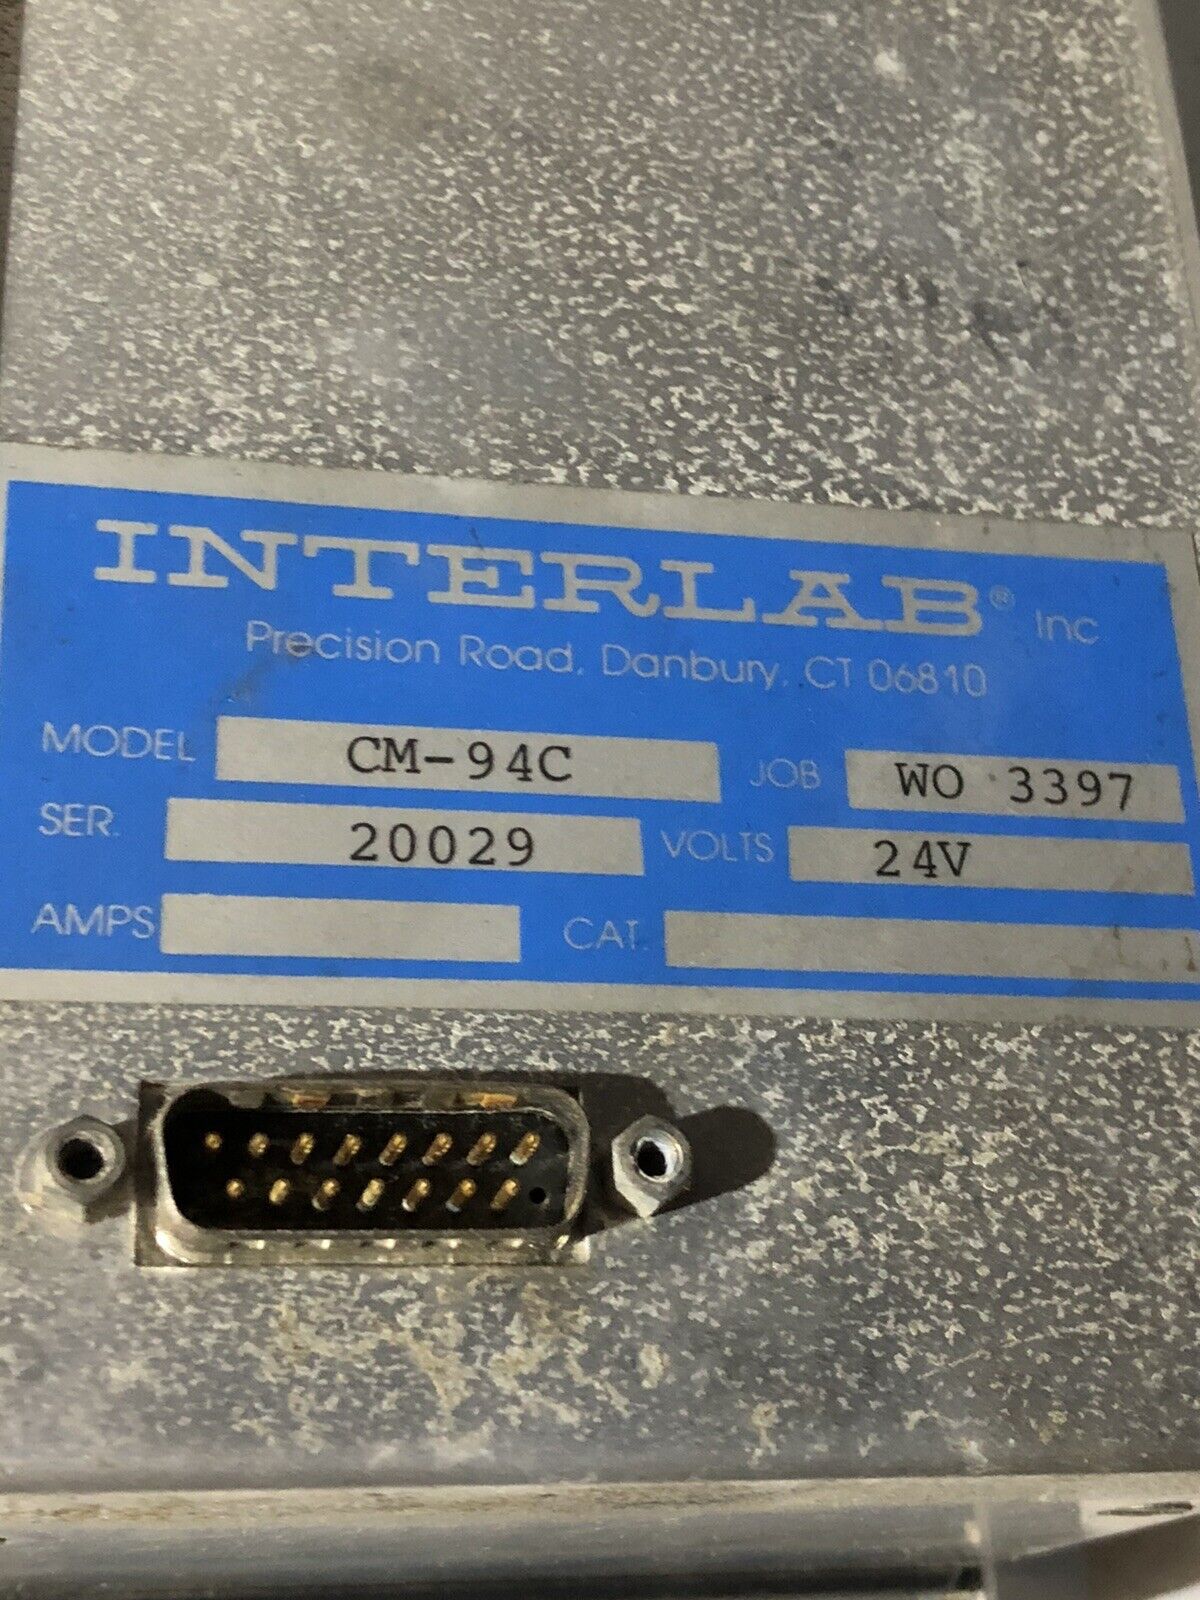 INTERLAB® Inc
Precision Road, Danbury, CT 06810
MODEL CM-94C JOB WO 3397
SER. 20029 VOLTS 24V
AMPS CAT.